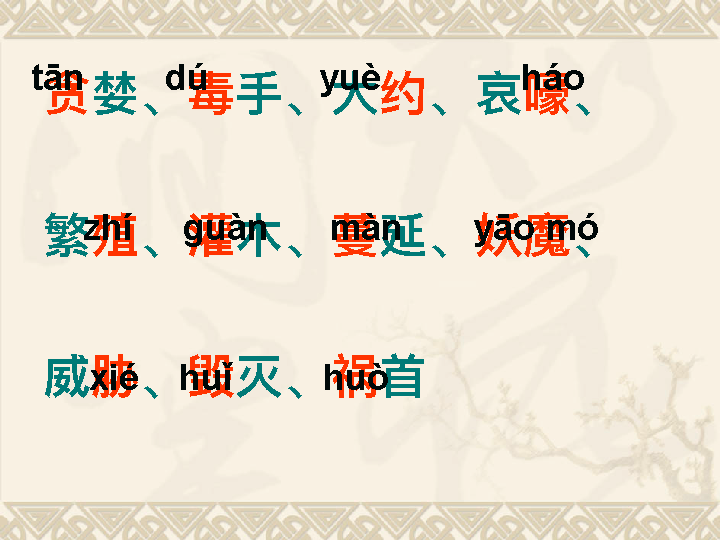 tān dú yuè háo
贪婪、毒手、大约、哀嚎、
zhí guàn màn yāo mó
繁殖、灌木、蔓延、妖魔、
xié huǐ huò
威胁、毁灭、祸首